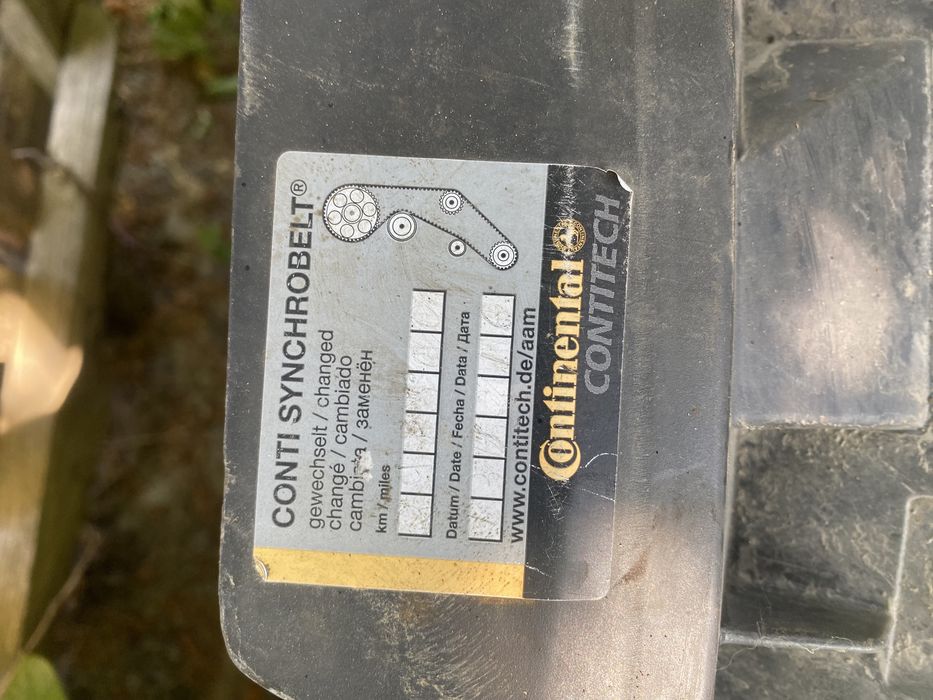 CONTI SYNCHROBELT®
gewechselt / changed
changé / cambiado
cambiata / заменён
km / miles
Datum / Date / Fecha / Data / Дата
www.contitech.de/aam
Continental
CONTITECH